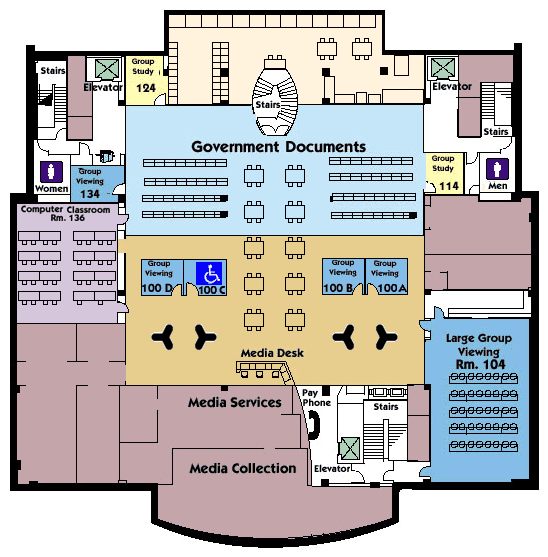 Stairs
Elevator
Group
Study
124
Stairs
Elevator
Stairs
Government Documents
Women
Group
Viewing
134
Group
Study
114
Men
Computer Classroom
Rm. 136
Group
Viewing
100 D
100 C
Group
Viewing
100 B
Group
Viewing
100 A
Large Group
Viewing
Rm. 104
Media Desk
Media Services
Pay
Phone
Stairs
Media Collection
Elevator